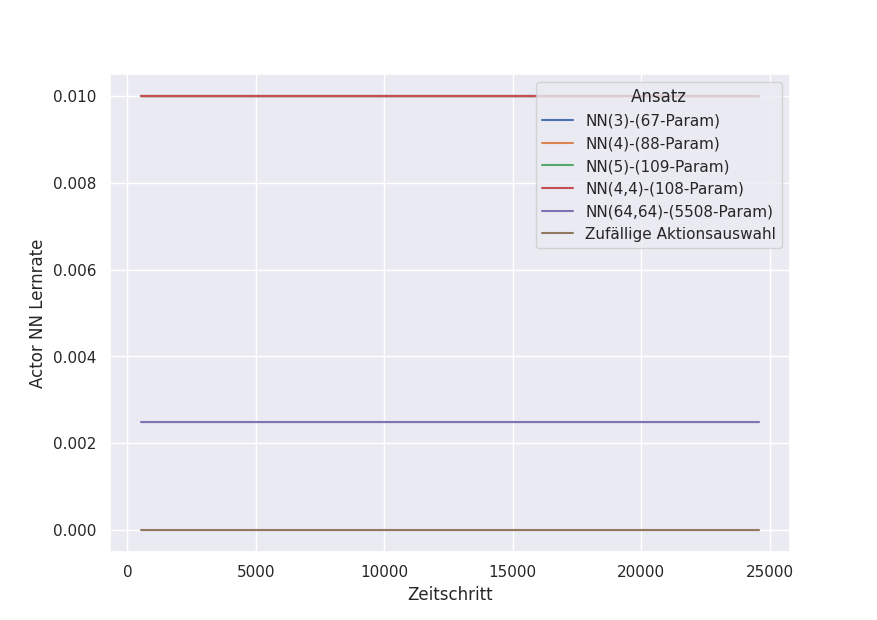 Ansatz
NN(3)-(67-Param)
NN(4)-(88-Param)
NN(5)-(109-Param)
NN(4,4)-(108-Param)
NN(64,64)-(5508-Param)
Zufällige Aktionsauswahl
Actor NN Lernrate
0.010
0.008
0.006
0.004
0.002
0.000
0 5000 10000 15000 20000 25000
Zeitschritt